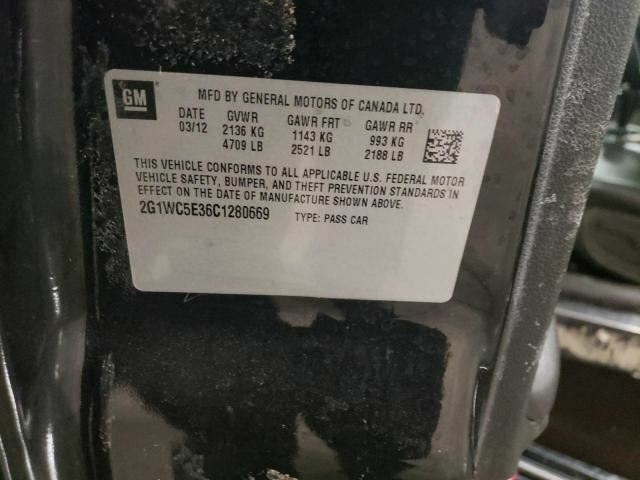 GM
MFD BY GENERAL MOTORS OF CANADA LTD.
DATE GVWR GAWR FRT GAWR RR
03/12 2136 KG 1143 KG 993 KG
4709 LB 2521 LB 2188 LB
THIS VEHICLE CONFORMS TO ALL APPLICABLE U.S. FEDERAL MOTOR
VEHICLE SAFETY, BUMPER, AND THEFT PREVENTION STANDARDS IN
EFFECT ON THE DATE OF MANUFACTURE SHOWN ABOVE.
2G1WC5E36C1280669 TYPE: PASS CAR